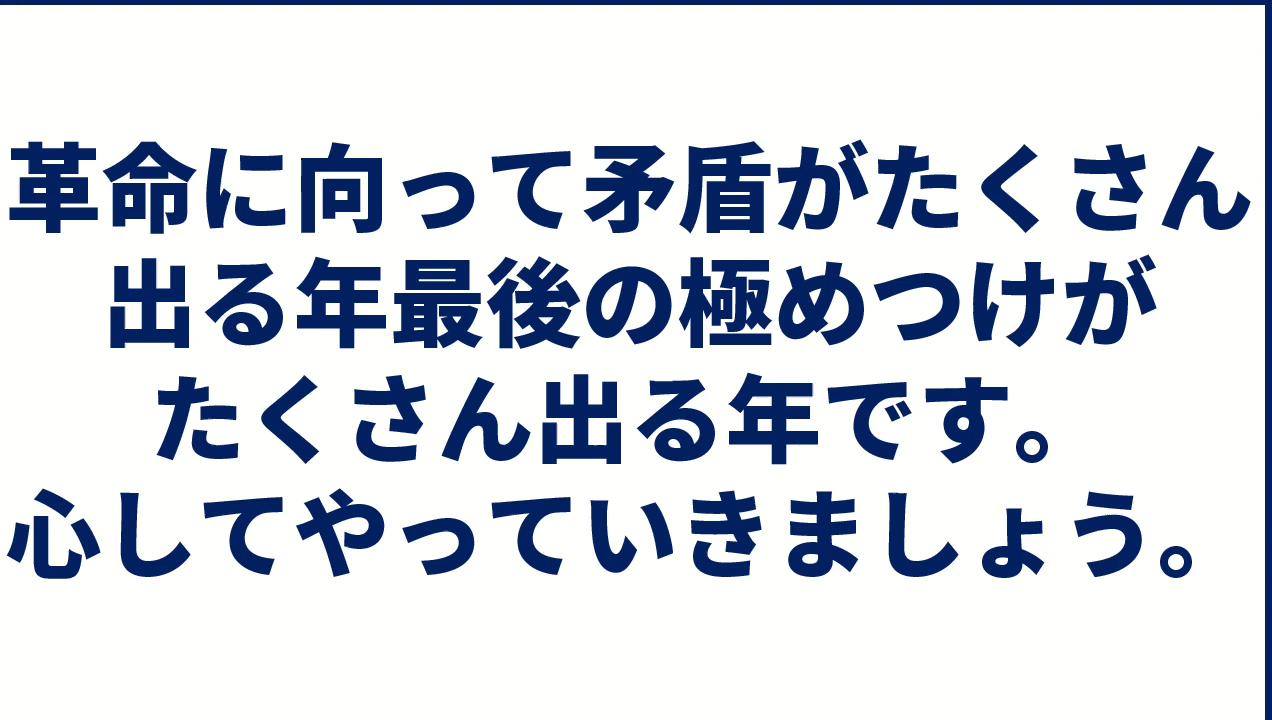 革命に向って矛盾がたくさん
出る年最後の極めつけが
たくさん出る年です。
心してやっていきましょう。